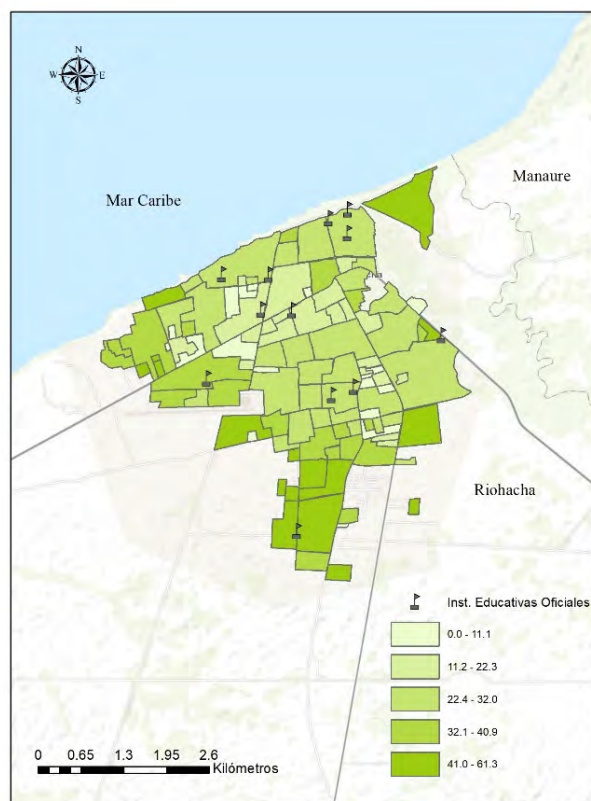 N
W E
S
Mar Caribe
Manaure
Riohacha
Inst. Educativas Oficiales
0.0 - 11.1
11.2 - 22.3
22.4 - 32.0
32.1 - 40.9
41.0 - 61.3
0 0.65 1.3 1.95 2.6
Kilómetros